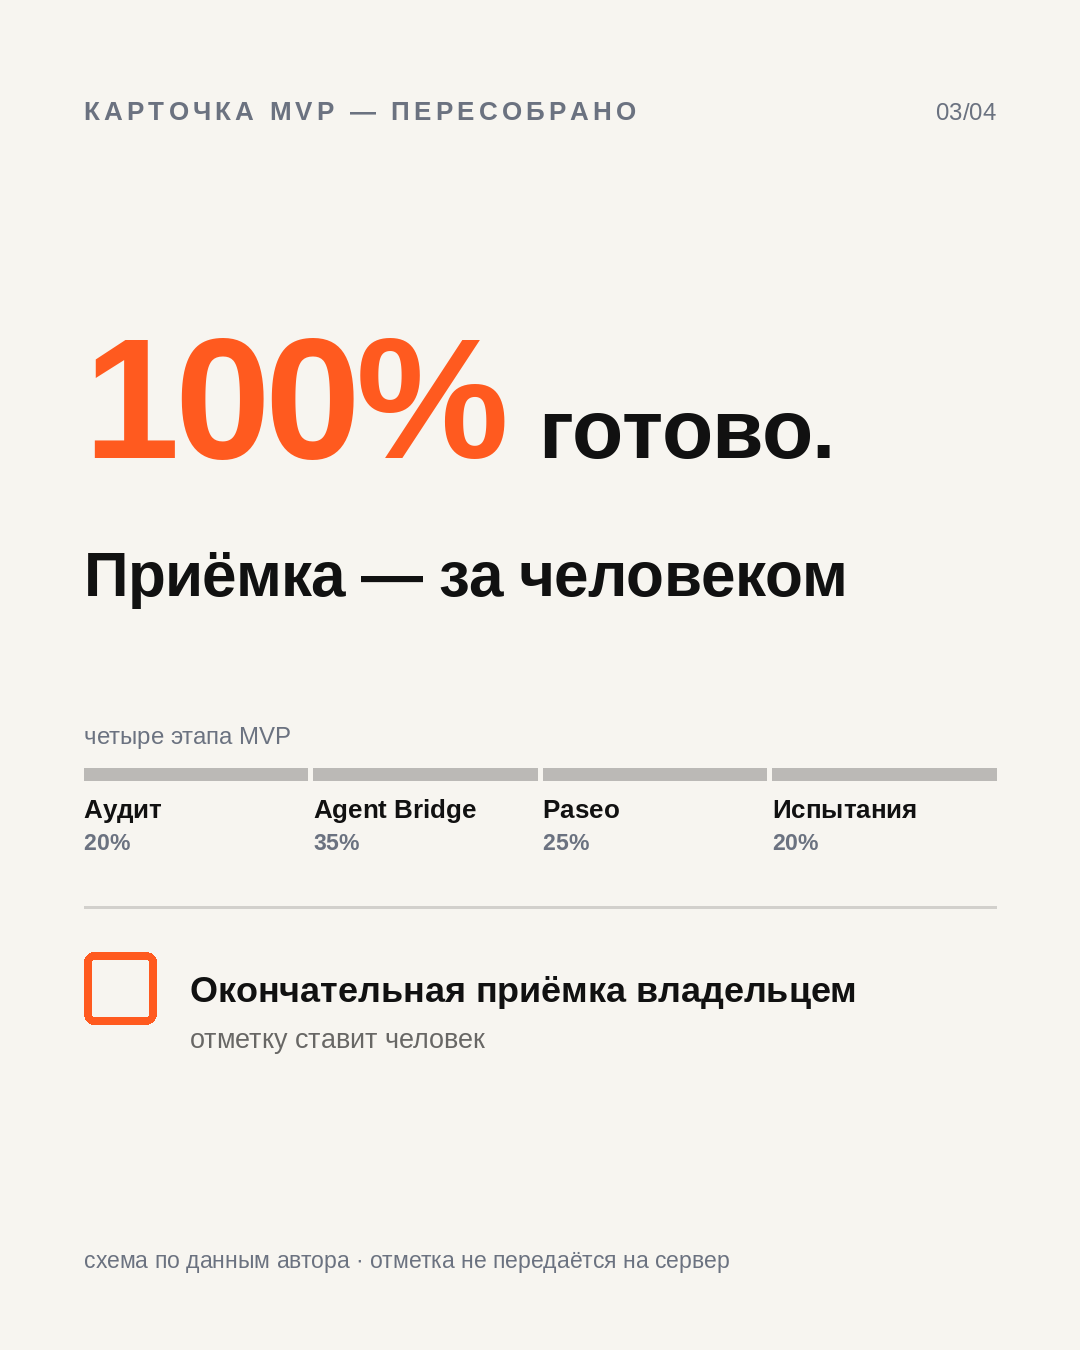 КАРТОЧКА MVP — ПЕРЕСОБРАНО 03/04
100% готово.
Приёмка — за человеком
четыре этапа MVP
Аудит Agent Bridge Paseo Испытания
20% 35% 25% 20%
Окончательная приёмка владельцем
отметку ставит человек
схема по данным автора · отметка не передаётся на сервер